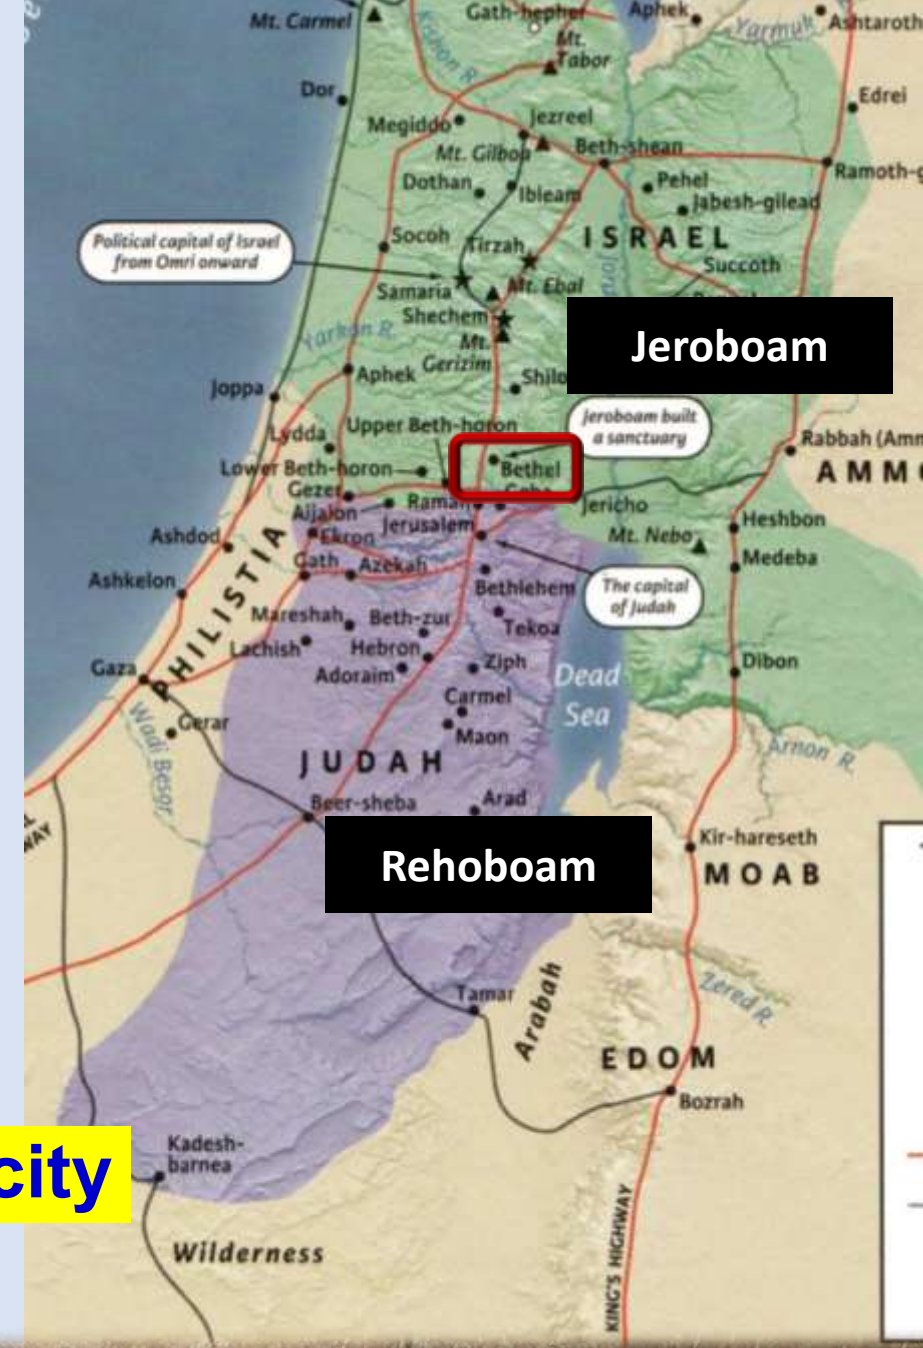 Mt. Carmel
Gath-hepher
Aphek
Yarmuk
Ashtaroth
Kishon R.
Mt.
Tabor
Dor
Edrei
Megiddo
Jezreel
Mt. Gilboa
Beth-shean
Ramoth-g
Dothan
Ibleam
Pehel
Jabesh-gilead
Political capital of Israel
from Omri onward
Socoh
Tirzah
ISRAEL
Succoth
Samaria
Mt. Ebal
Shechem
Yarkon R.
Mt.
Gerizim
Jeroboam
Aphek
Shilo
Joppa
Jeroboam built
a sanctuary
Lydda
Upper Beth-horon
Rabbah (Amm
AMMO
Lower Beth-horon
Bethel
Gezer
Ramah
Jericho
Aijalon
Jerusalem
Heshbon
Ashdod
Ekron
Mt. Nebo
PHILISTIA
Gath
Azekah
Medeba
Ashkelon
Bethlehem
The capital
of Judah
Mareshah
Beth-zur
Tekoa
Lachish
Hebron
Gaza
Adoraim
Ziph
Dead
Sea
Dibon
Carmel
Gerar
Maon
Wadi Besor
JUDAH
Arnon R.
Beer-sheba
Arad
WAY
Kir-hareseth
Rehoboam
MOAB
Tamar
Arabah
Zered R.
EDOM
Bozrah
city
Kadesh-
barnea
Wilderness
KING'S HIGHWAY